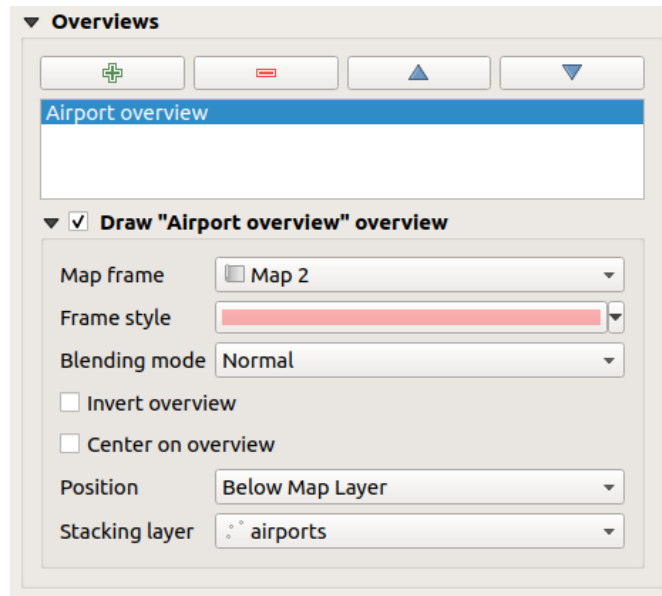 Overviews
Airport overview
Draw "Airport overview" overview
Map frame Map 2
Frame style
Blending mode Normal
Invert overview
Center on overview
Position Below Map Layer
Stacking layer airports